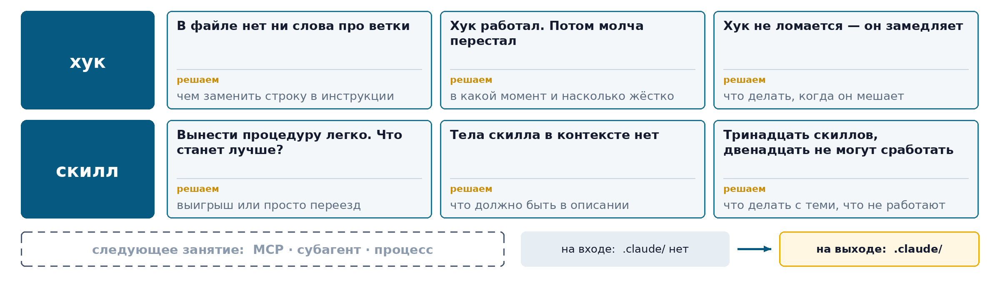 хук
В файле нет ни слова про ветки
решаем
чем заменить строку в инструкции
Хук работал. Потом молча
перестал
решаем
в какой момент и насколько жёстко
Хук не ломается — он замедляет
решаем
что делать, когда он мешает
скилл
Вынести процедуру легко. Что
станет лучше?
решаем
выигрыш или просто переезд
Тела скилла в контексте нет
решаем
что должно быть в описании
Тринадцать скиллов,
двенадцать не могут сработать
решаем
что делать с теми, что не работают
следующее занятие: MCP · субагент · процесс
на входе: .claude/ нет
на выходе: .claude/